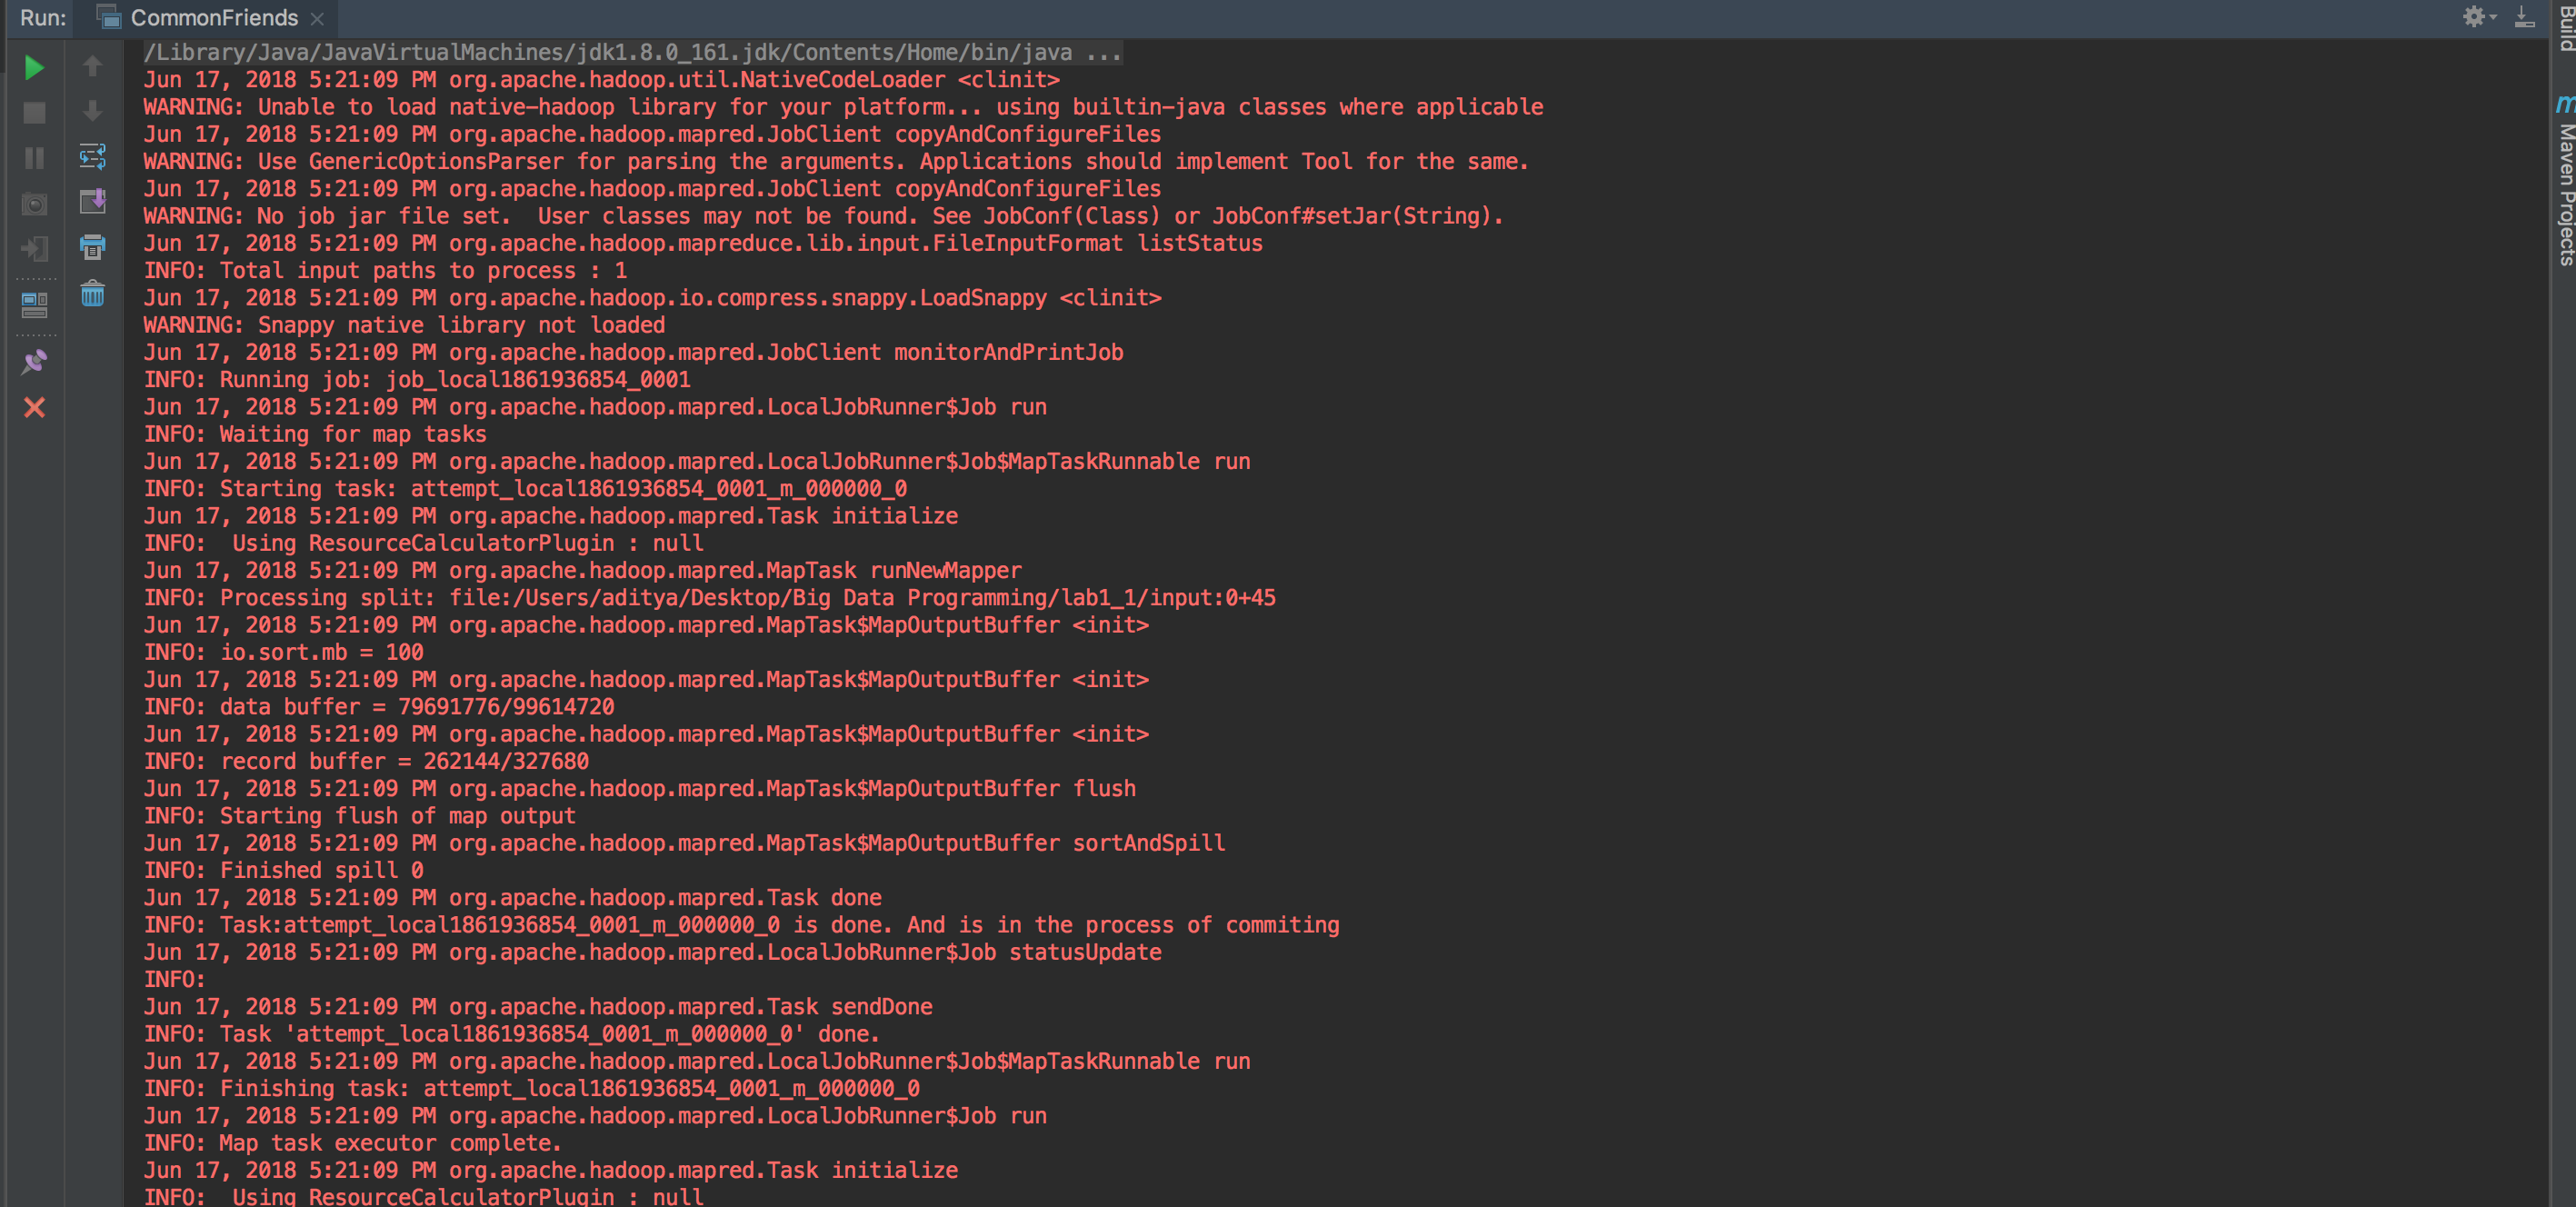 Run: CommonFriends
/Library/Java/JavaVirtualMachines/jdk1.8.0_161.jdk/Contents/Home/bin/java ...
Jun 17, 2018 5:21:09 PM org.apache.hadoop.util.NativeCodeLoader <clinit>
WARNING: Unable to load native-hadoop library for your platform... using builtin-java classes where applicable
Jun 17, 2018 5:21:09 PM org.apache.hadoop.mapred.JobClient copyAndConfigureFiles
WARNING: Use GenericOptionsParser for parsing the arguments. Applications should implement Tool for the same.
Jun 17, 2018 5:21:09 PM org.apache.hadoop.mapred.JobClient copyAndConfigureFiles
WARNING: No job jar file set.  User classes may not be found. See JobConf(Class) or JobConf#setJar(String).
Jun 17, 2018 5:21:09 PM org.apache.hadoop.mapreduce.lib.input.FileInputFormat listStatus
INFO: Total input paths to process : 1
Jun 17, 2018 5:21:09 PM org.apache.hadoop.io.compress.snappy.LoadSnappy <clinit>
WARNING: Snappy native library not loaded
Jun 17, 2018 5:21:09 PM org.apache.hadoop.mapred.JobClient monitorAndPrintJob
INFO: Running job: job_local1861936854_0001
Jun 17, 2018 5:21:09 PM org.apache.hadoop.mapred.LocalJobRunner$Job run
INFO: Waiting for map tasks
Jun 17, 2018 5:21:09 PM org.apache.hadoop.mapred.LocalJobRunner$Job$MapTaskRunnable run
INFO: Starting task: attempt_local1861936854_0001_m_000000_0
Jun 17, 2018 5:21:09 PM org.apache.hadoop.mapred.Task initialize
INFO:  Using ResourceCalculatorPlugin : null
Jun 17, 2018 5:21:09 PM org.apache.hadoop.mapred.MapTask runNewMapper
INFO: Processing split: file:/Users/aditya/Desktop/Big Data Programming/lab1_1/input:0+45
Jun 17, 2018 5:21:09 PM org.apache.hadoop.mapred.MapTask$MapOutputBuffer <init>
INFO: io.sort.mb = 100
Jun 17, 2018 5:21:09 PM org.apache.hadoop.mapred.MapTask$MapOutputBuffer <init>
INFO: data buffer = 79691776/99614720
Jun 17, 2018 5:21:09 PM org.apache.hadoop.mapred.MapTask$MapOutputBuffer <init>
INFO: record buffer = 262144/327680
Jun 17, 2018 5:21:09 PM org.apache.hadoop.mapred.MapTask$MapOutputBuffer flush
INFO: Starting flush of map output
Jun 17, 2018 5:21:09 PM org.apache.hadoop.mapred.MapTask$MapOutputBuffer sortAndSpill
INFO: Finished spill 0
Jun 17, 2018 5:21:09 PM org.apache.hadoop.mapred.Task done
INFO: Task:attempt_local1861936854_0001_m_000000_0 is done. And is in the process of commiting
Jun 17, 2018 5:21:09 PM org.apache.hadoop.mapred.LocalJobRunner$Job statusUpdate
INFO:
Jun 17, 2018 5:21:09 PM org.apache.hadoop.mapred.Task sendDone
INFO: Task 'attempt_local1861936854_0001_m_000000_0' done.
Jun 17, 2018 5:21:09 PM org.apache.hadoop.mapred.LocalJobRunner$Job$MapTaskRunnable run
INFO: Finishing task: attempt_local1861936854_0001_m_000000_0
Jun 17, 2018 5:21:09 PM org.apache.hadoop.mapred.LocalJobRunner$Job run
INFO: Map task executor complete.
Jun 17, 2018 5:21:09 PM org.apache.hadoop.mapred.Task initialize
INFO:  Using ResourceCalculatorPlugin : null
Build
Maven Projects